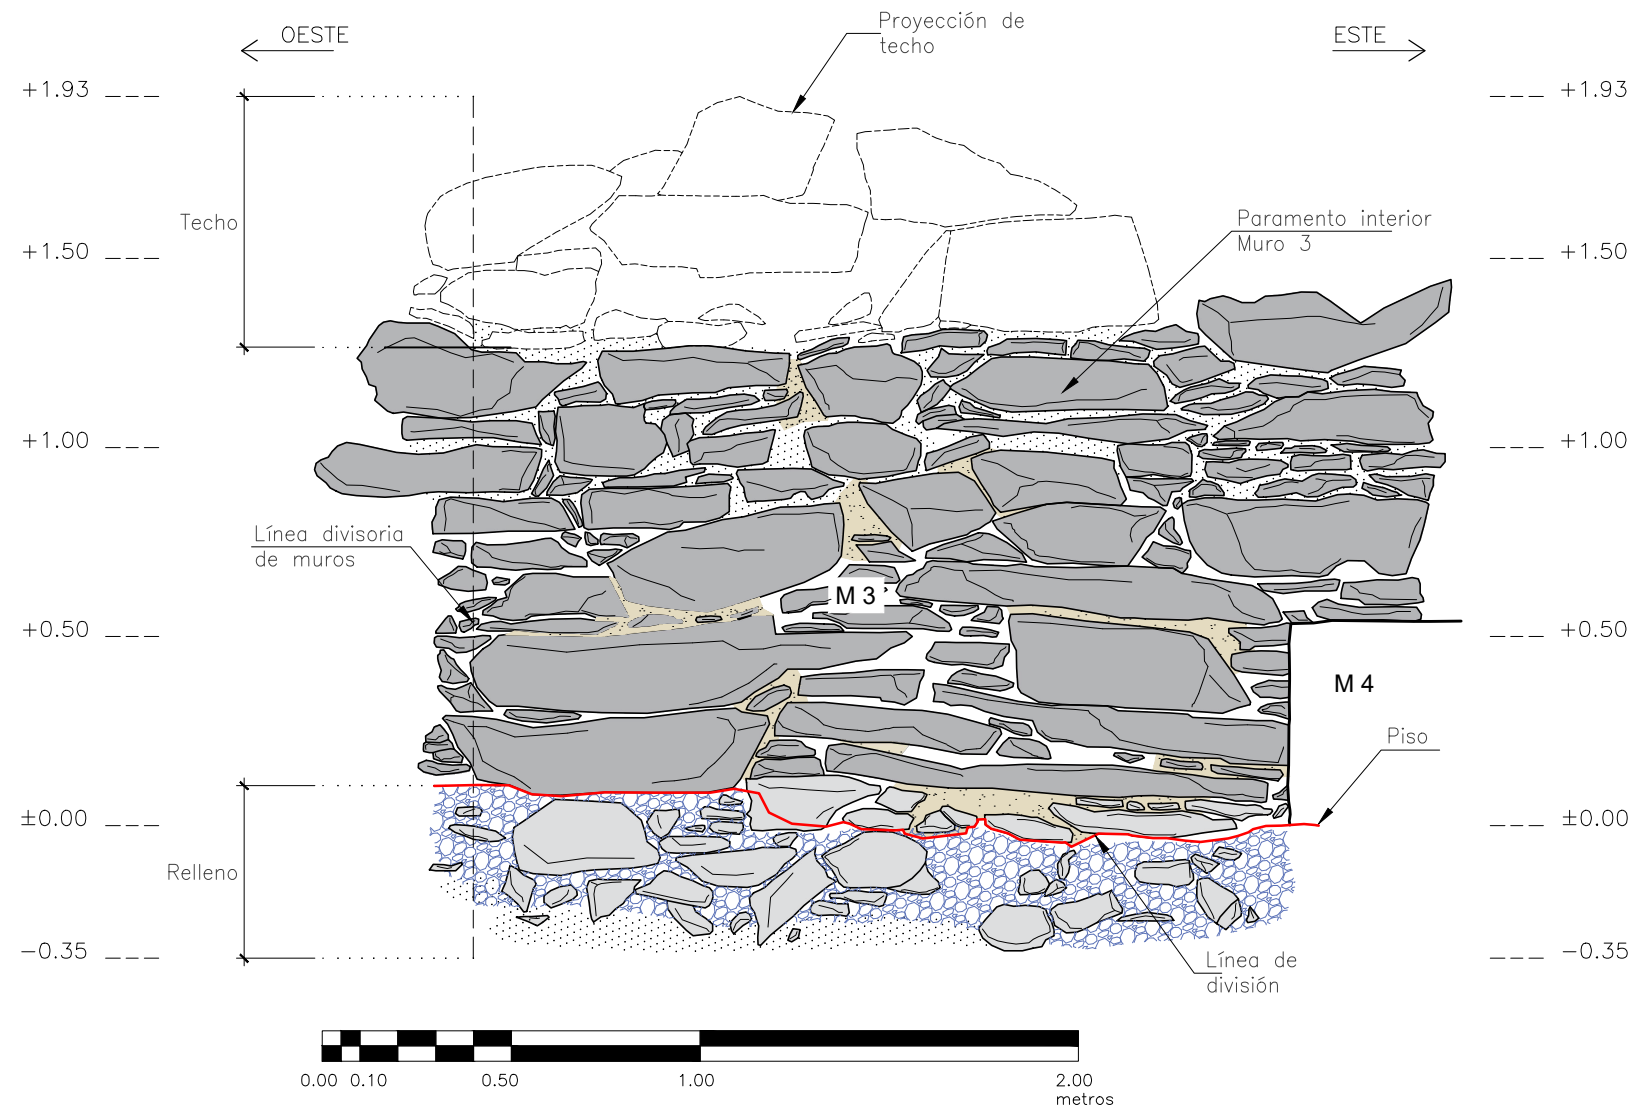 OESTE
Proyección de
techo
ESTE
+1.93
+1.93
Techo
Paramento interior
Muro 3
+1.50
+1.50
+1.00
+1.00
Línea divisoria
de muros
M 3
+0.50
+0.50
M 4
Piso
±0.00
±0.00
Relleno
−0.35
−0.35
Línea de
división
0.00 0.10 0.50 1.00 2.00
metros